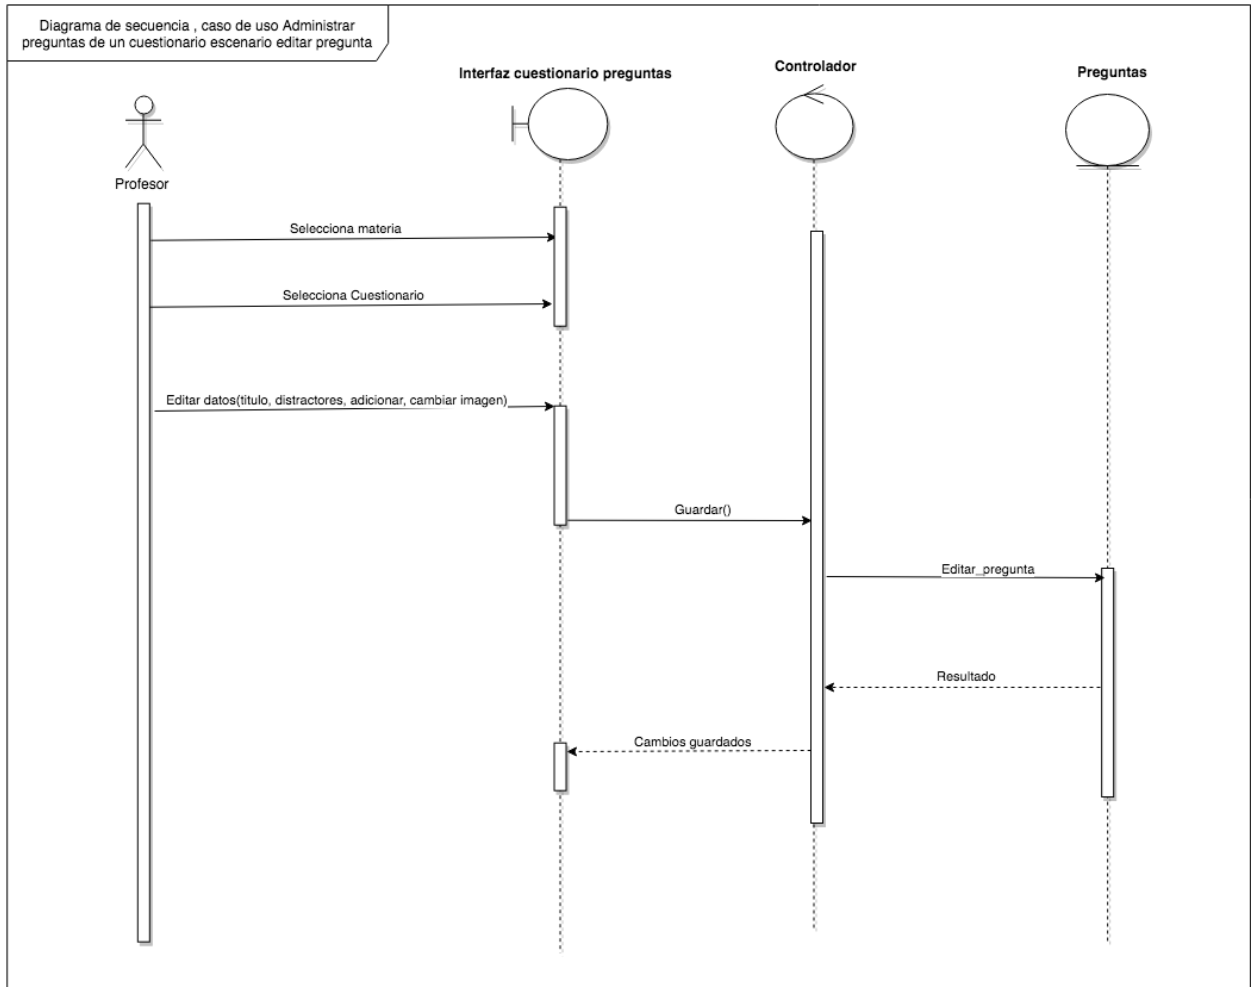 Diagrama de secuencia , caso de uso Administrar
preguntas de un cuestionario escenario editar pregunta
Interfaz cuestionario preguntas
Controlador
Preguntas
Profesor
Selecciona materia
Selecciona Cuestionario
Editar datos(titulo, distractores, adicionar, cambiar imagen)
Guardar()
Editar_pregunta
Resultado
Cambios guardados